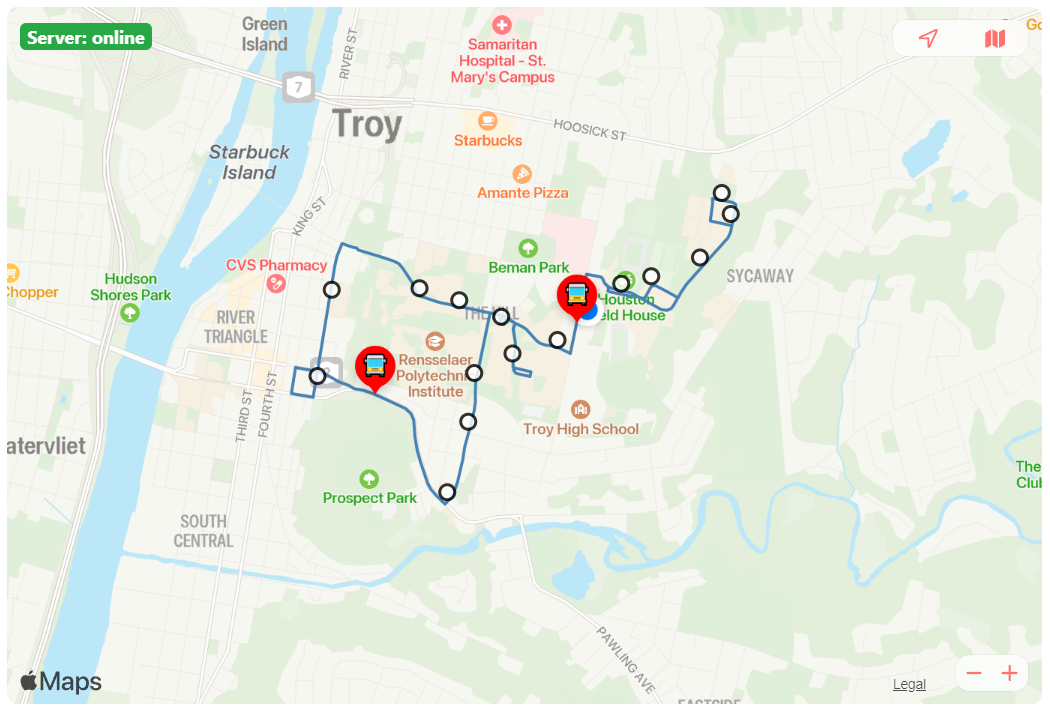 Server: online
Green
Island
RIVER ST
Samaritan
Hospital - St.
Mary's Campus
Go
7
Troy
Starbucks
HOOSICK ST
Starbuck
Island
Amante Pizza
KING ST
Beman Park
CVS Pharmacy
SYCAWAY
Chopper
Hudson
Shores Park
RIVER
TRIANGLE
THE HILL
Houston
eld House
Rensselaer
Polytechni
Institute
THIRD ST
FOURTH ST
Troy High School
atervliet
Prospect Park
The
Club
SOUTH
CENTRAL
PAWLING AVE
Maps
Legal
EASTSIDE